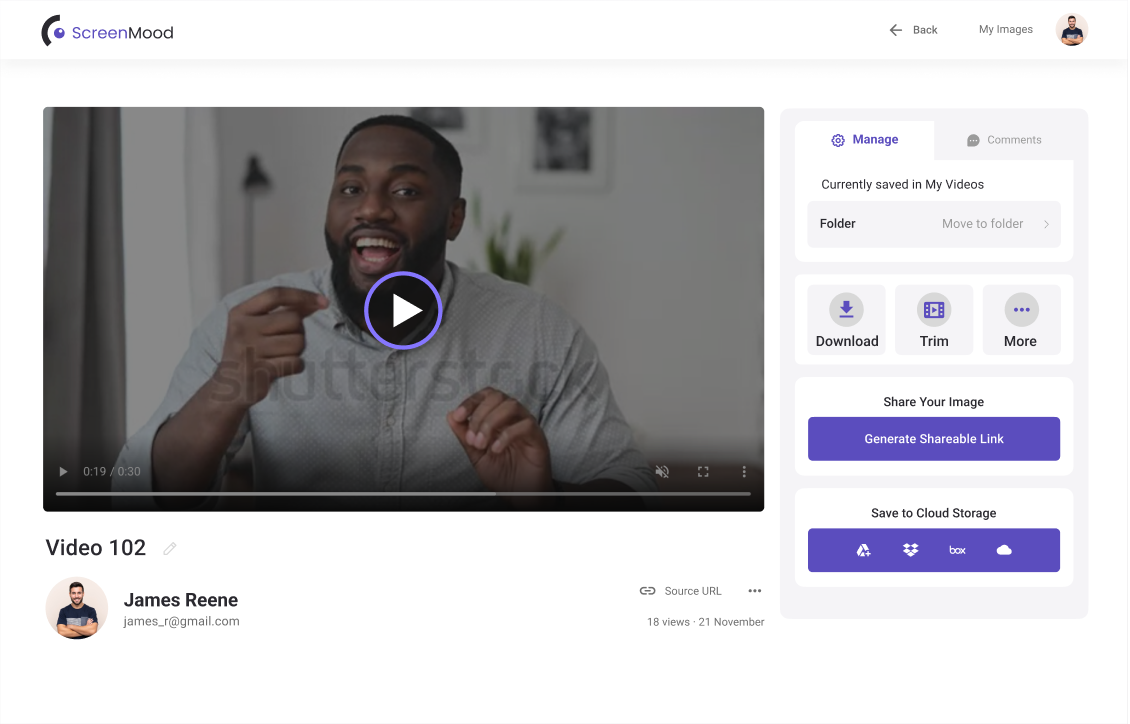 ScreenMood
Back
My Images
shutterstock
0:19 / 0:30
Video 102
James Reene
james_r@gmail.com
Source URL
18 views · 21 November
Manage
Comments
Currently saved in My Videos
Folder
Move to folder
Download
Trim
More
Share Your Image
Generate Shareable Link
Save to Cloud Storage
box